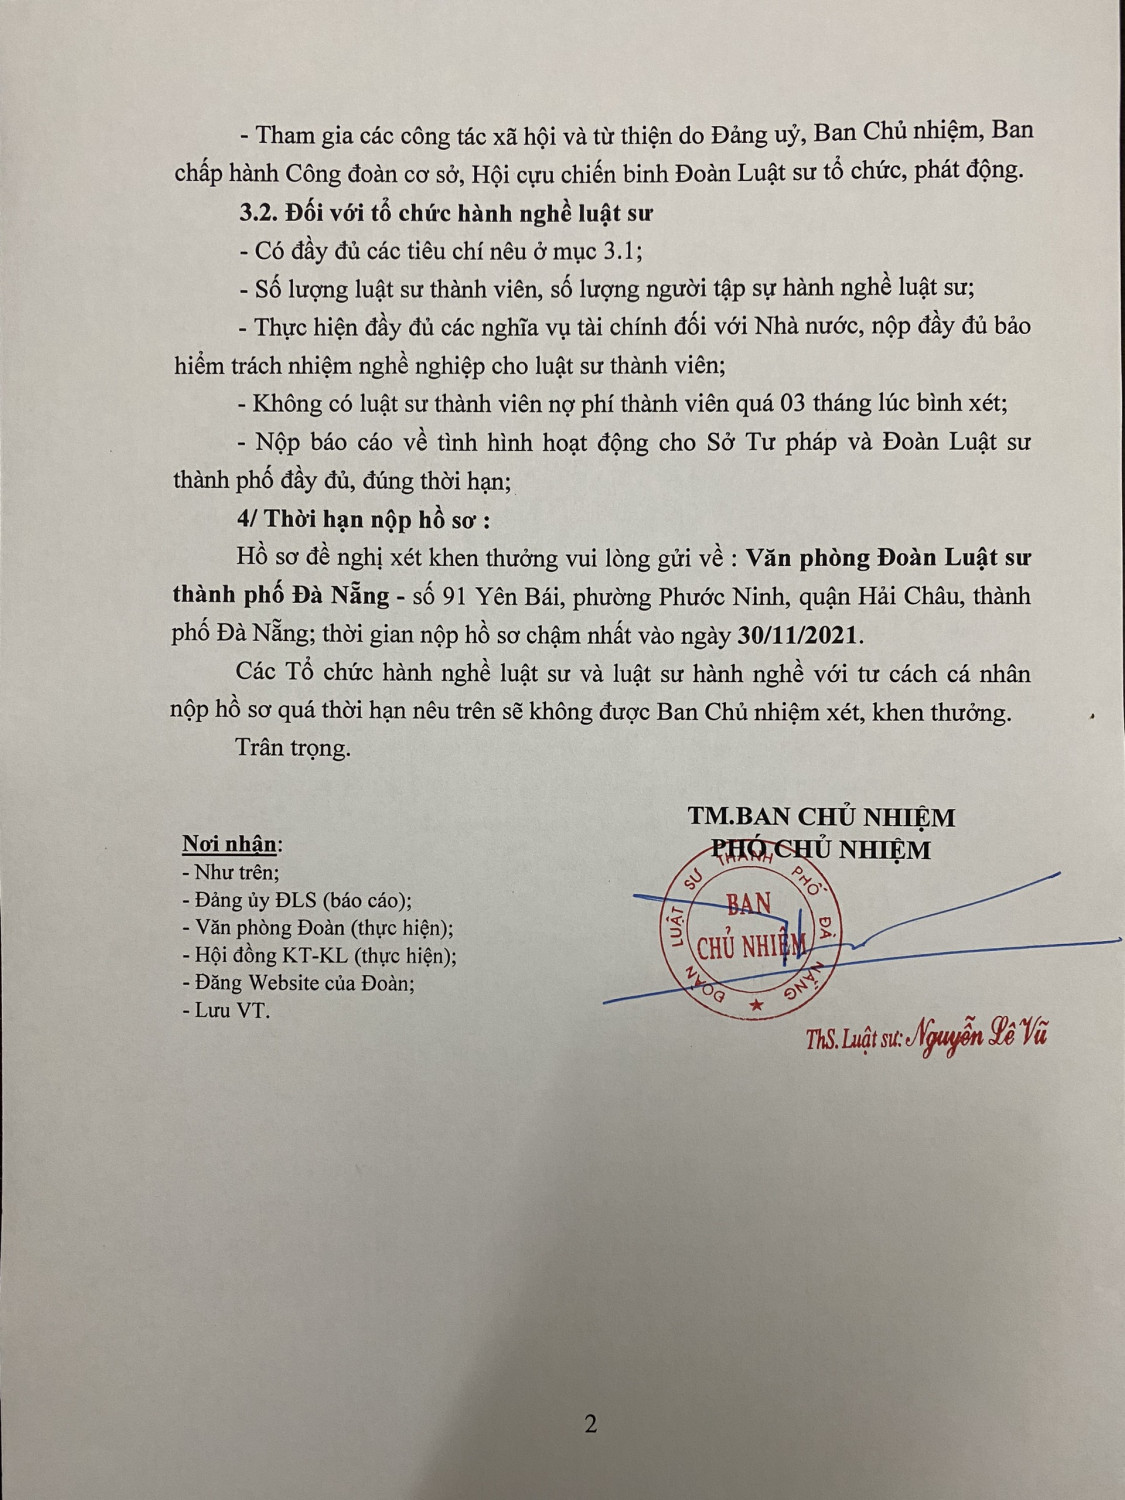 - Tham gia các công tác xã hội và từ thiện do Đảng uỷ, Ban Chủ nhiệm, Ban
chấp hành Công đoàn cơ sở, Hội cựu chiến binh Đoàn Luật sư tổ chức, phát động.
3.2. Đối với tổ chức hành nghề luật sư
- Có đầy đủ các tiêu chí nêu ở mục 3.1;
- Số lượng luật sư thành viên, số lượng người tập sự hành nghề luật sư;
- Thực hiện đầy đủ các nghĩa vụ tài chính đối với Nhà nước, nộp đầy đủ bảo
hiểm trách nhiệm nghề nghiệp cho luật sư thành viên;
- Không có luật sư thành viên nợ phí thành viên quá 03 tháng lúc bình xét;
- Nộp báo cáo về tình hình hoạt động cho Sở Tư pháp và Đoàn Luật sư
thành phố đầy đủ, đúng thời hạn;
4/ Thời hạn nộp hồ sơ :
Hồ sơ đề nghị xét khen thưởng vui lòng gửi về : Văn phòng Đoàn Luật sư
thành phố Đà Nẵng - số 91 Yên Bái, phường Phước Ninh, quận Hải Châu, thành
phố Đà Nẵng; thời gian nộp hồ sơ chậm nhất vào ngày 30/11/2021.
Các Tổ chức hành nghề luật sư và luật sư hành nghề với tư cách cá nhân
nộp hồ sơ quá thời hạn nêu trên sẽ không được Ban Chủ nhiệm xét, khen thưởng.
Trân trọng.
TM.BAN CHỦ NHIỆM
PHÓ CHỦ NHIỆM
Nơi nhận:
- Như trên;
- Đảng ủy ĐLS (báo cáo);
- Văn phòng Đoàn (thực hiện);
- Hội đồng KT-KL (thực hiện);
- Đăng Website của Đoàn;
- Lưu VT.
ĐOÀN LUẬT SƯ THÀNH PHỐ ĐÀ NẴNG
BAN
CHỦ NHIỆM
ThS. Luật sư: Nguyễn Lê Vũ
2